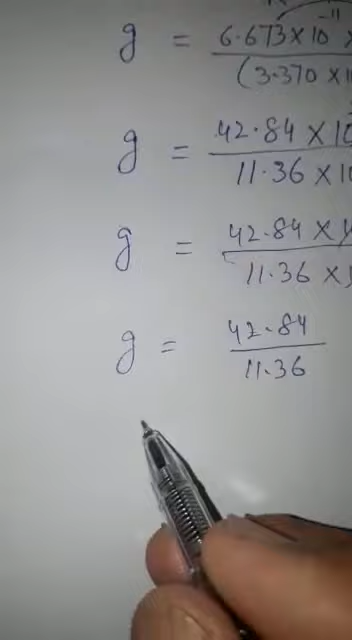 g = 6.673×10⁻¹¹ × / (3.370×1
g = 42.84 × 10 / 11.36 × 10
g = 42.84 × / 11.36 ×
g = 42.84 / 11.36